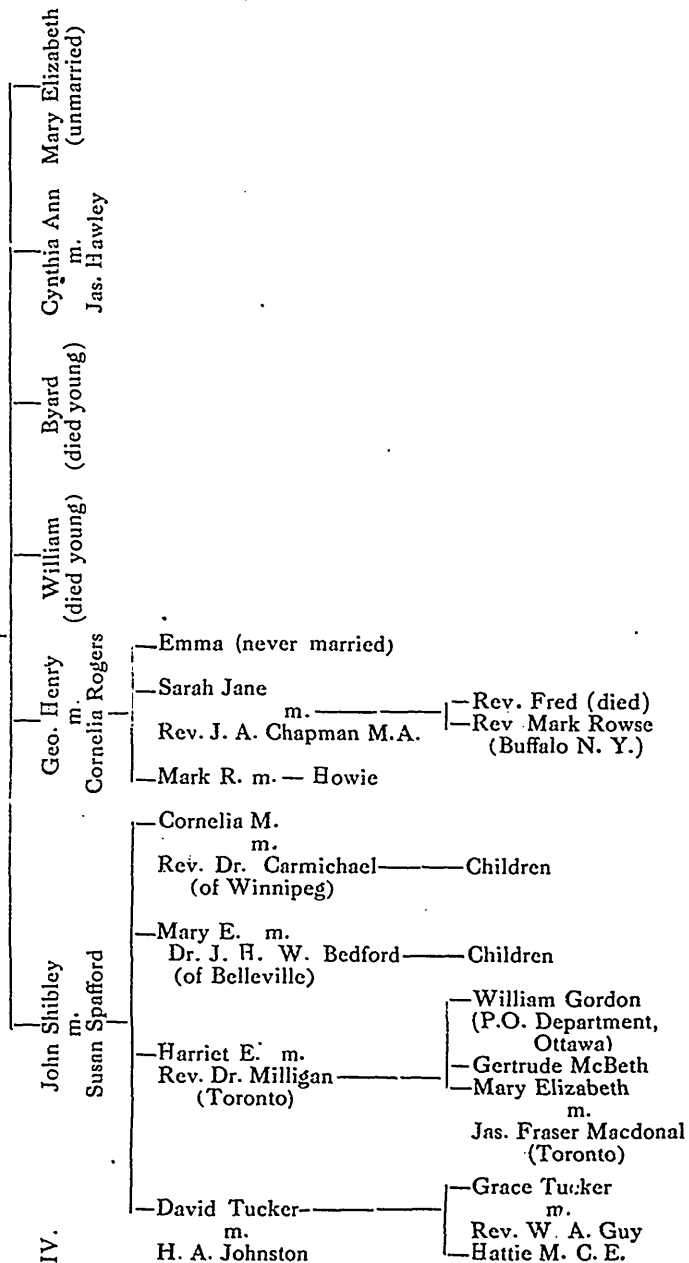 IV.
John Shibley
m.
Susan Spafford
Geo. Henry
m.
Cornelia Rogers
William
(died young)
Byard
(died young)
Cynthia Ann
m.
Jas. Hawley
Mary Elizabeth
(unmarried)
Emma (never married)
Sarah Jane
m.
Rev. J. A. Chapman M.A.
Rev. Fred (died)
Rev Mark Rowse
(Buffalo N. Y.)
Mark R. m. — Howie
Cornelia M.
m.
Rev. Dr. Carmichael
(of Winnipeg)
Children
Mary E. m.
Dr. J. H. W. Bedford
(of Belleville)
Children
Harriet E. m.
Rev. Dr. Milligan
(Toronto)
William Gordon
(P.O. Department,
Ottawa)
Gertrude McBeth
Mary Elizabeth
m.
Jas. Fraser Macdonal
(Toronto)
David Tucker
m.
H. A. Johnston
Grace Tucker
m.
Rev. W. A. Guy
Hattie M. C. E.